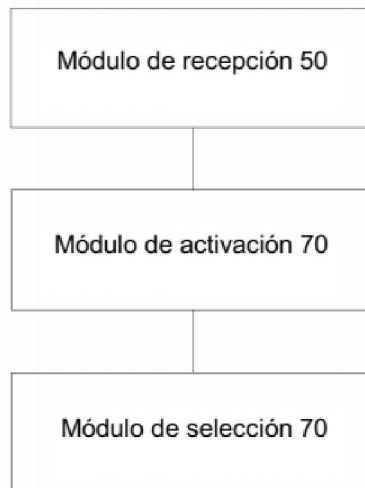 Módulo de recepción 50
Módulo de activación 70
Módulo de selección 70